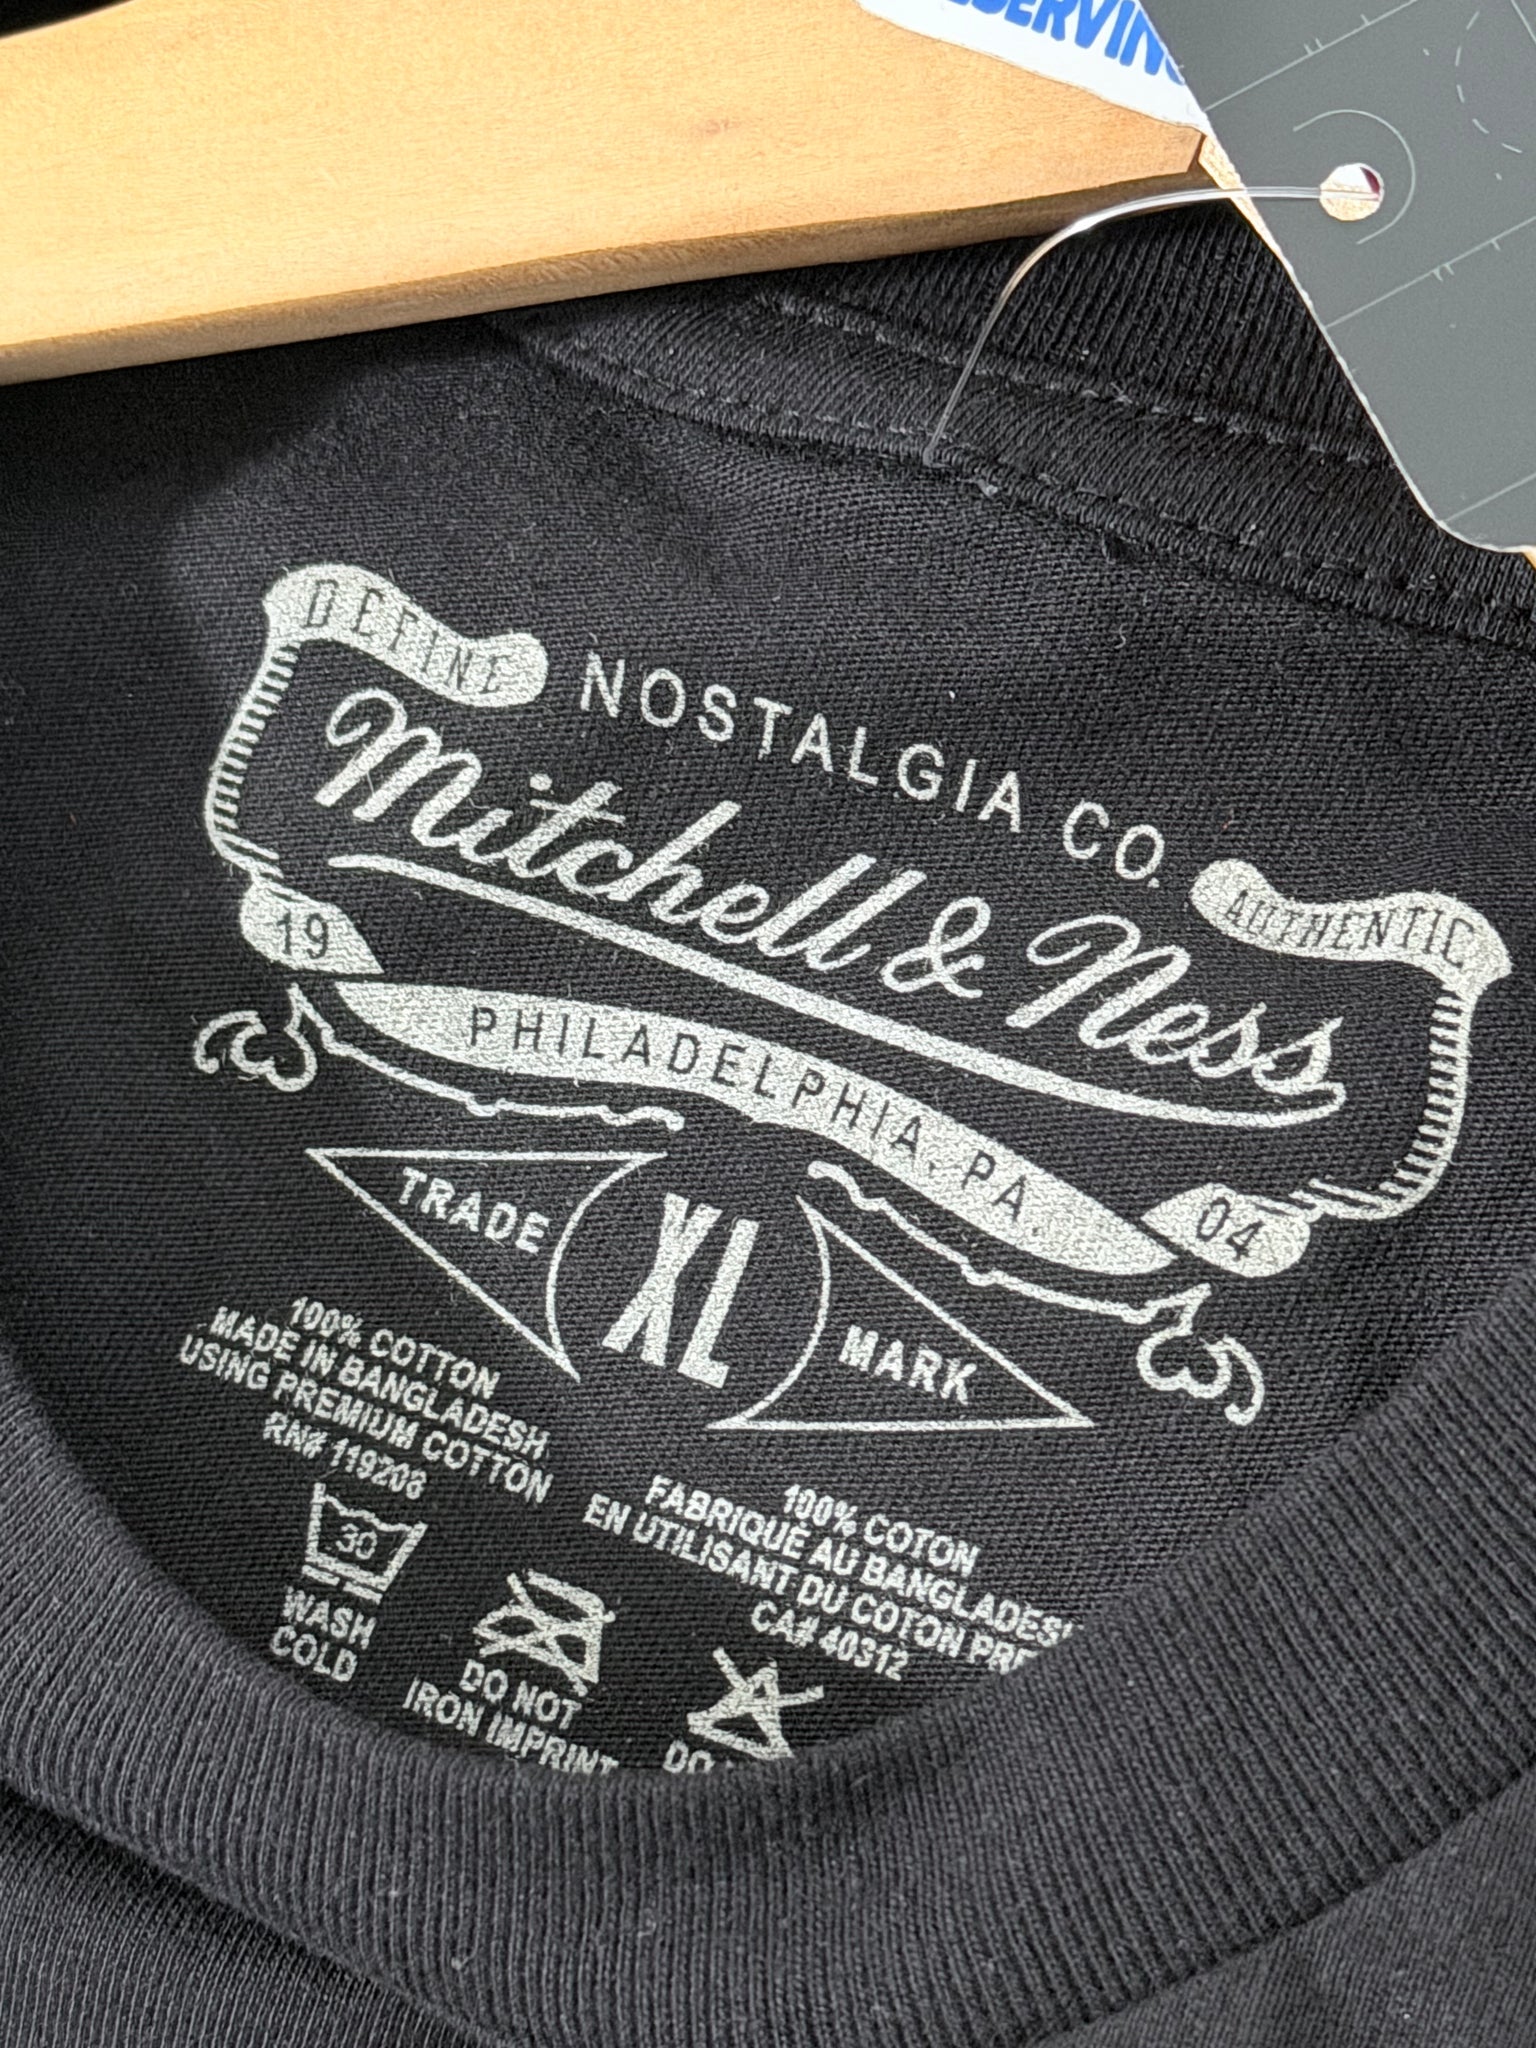 DEFINE
NOSTALGIA CO.
AUTHENTIC
Mitchell & Ness
19
PHILADELPHIA, PA.
04
TRADE
XL
MARK
100% COTTON
MADE IN BANGLADESH
USING PREMIUM COTTON
RN# 119208
30
WASH
COLD
DO NOT
IRON IMPRINT
100% COTON
FABRIQUÉ AU BANGLADESH
EN UTILISANT DU COTON
CA# 40312
DO